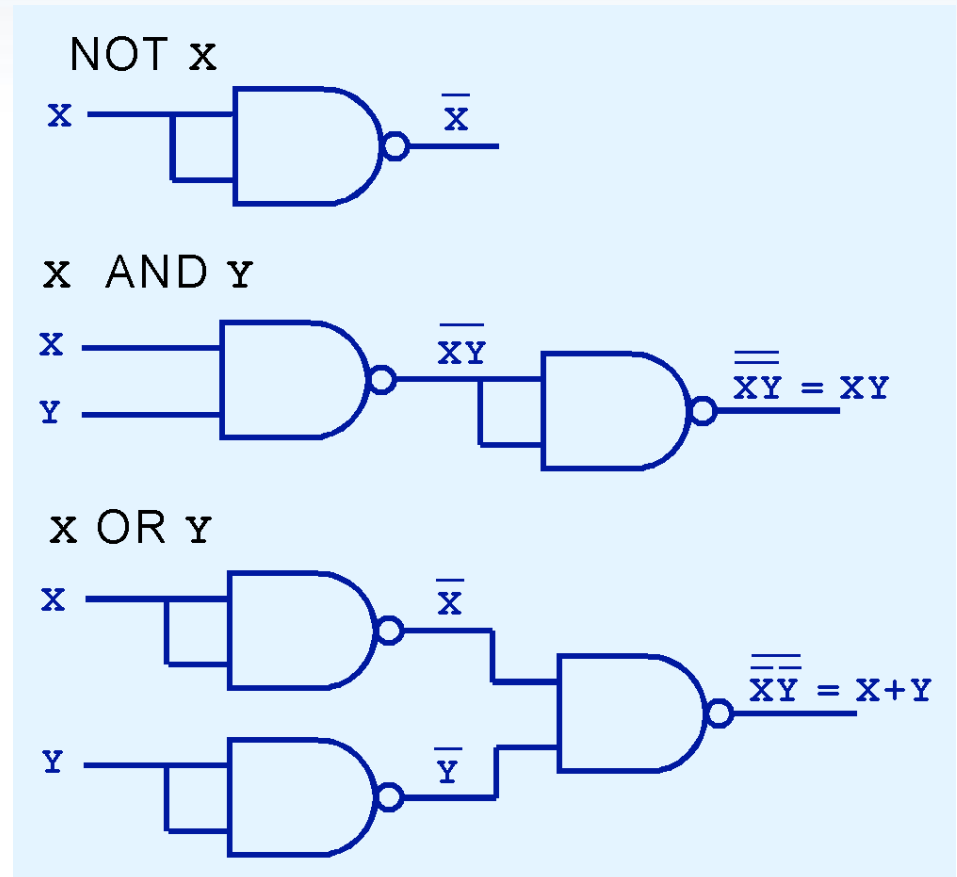 NOT X
X
X̅
X AND Y
X
Y
X̅Y̅
X̿Y̿ = XY
X OR Y
X
X̅
Y
Y̅
X̿Y̿ = X+Y